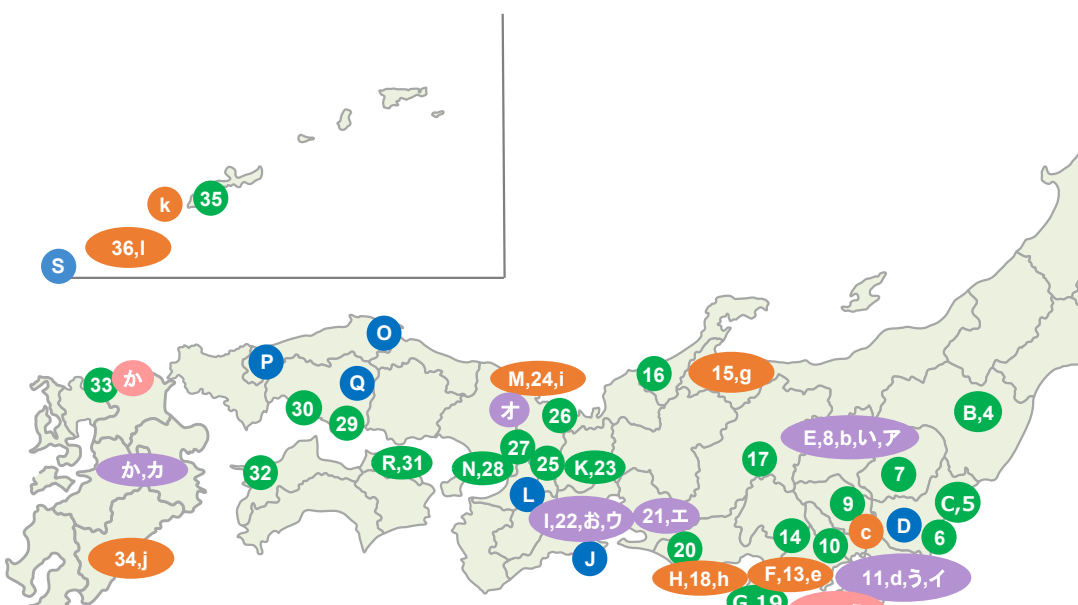 k
35
36,l
S
O
P
Q
M,24,i
16
15,g
33
か
30
29
オ
26
B,4
E,8,b,い,ア
27
か,カ
32
R,31
N,28
25
K,23
17
7
L
I,22,お,ウ
21,エ
9
C,5
34,j
J
20
14
10
c
D
6
H,18,h
F,13,e
11,d,う,イ
G,19